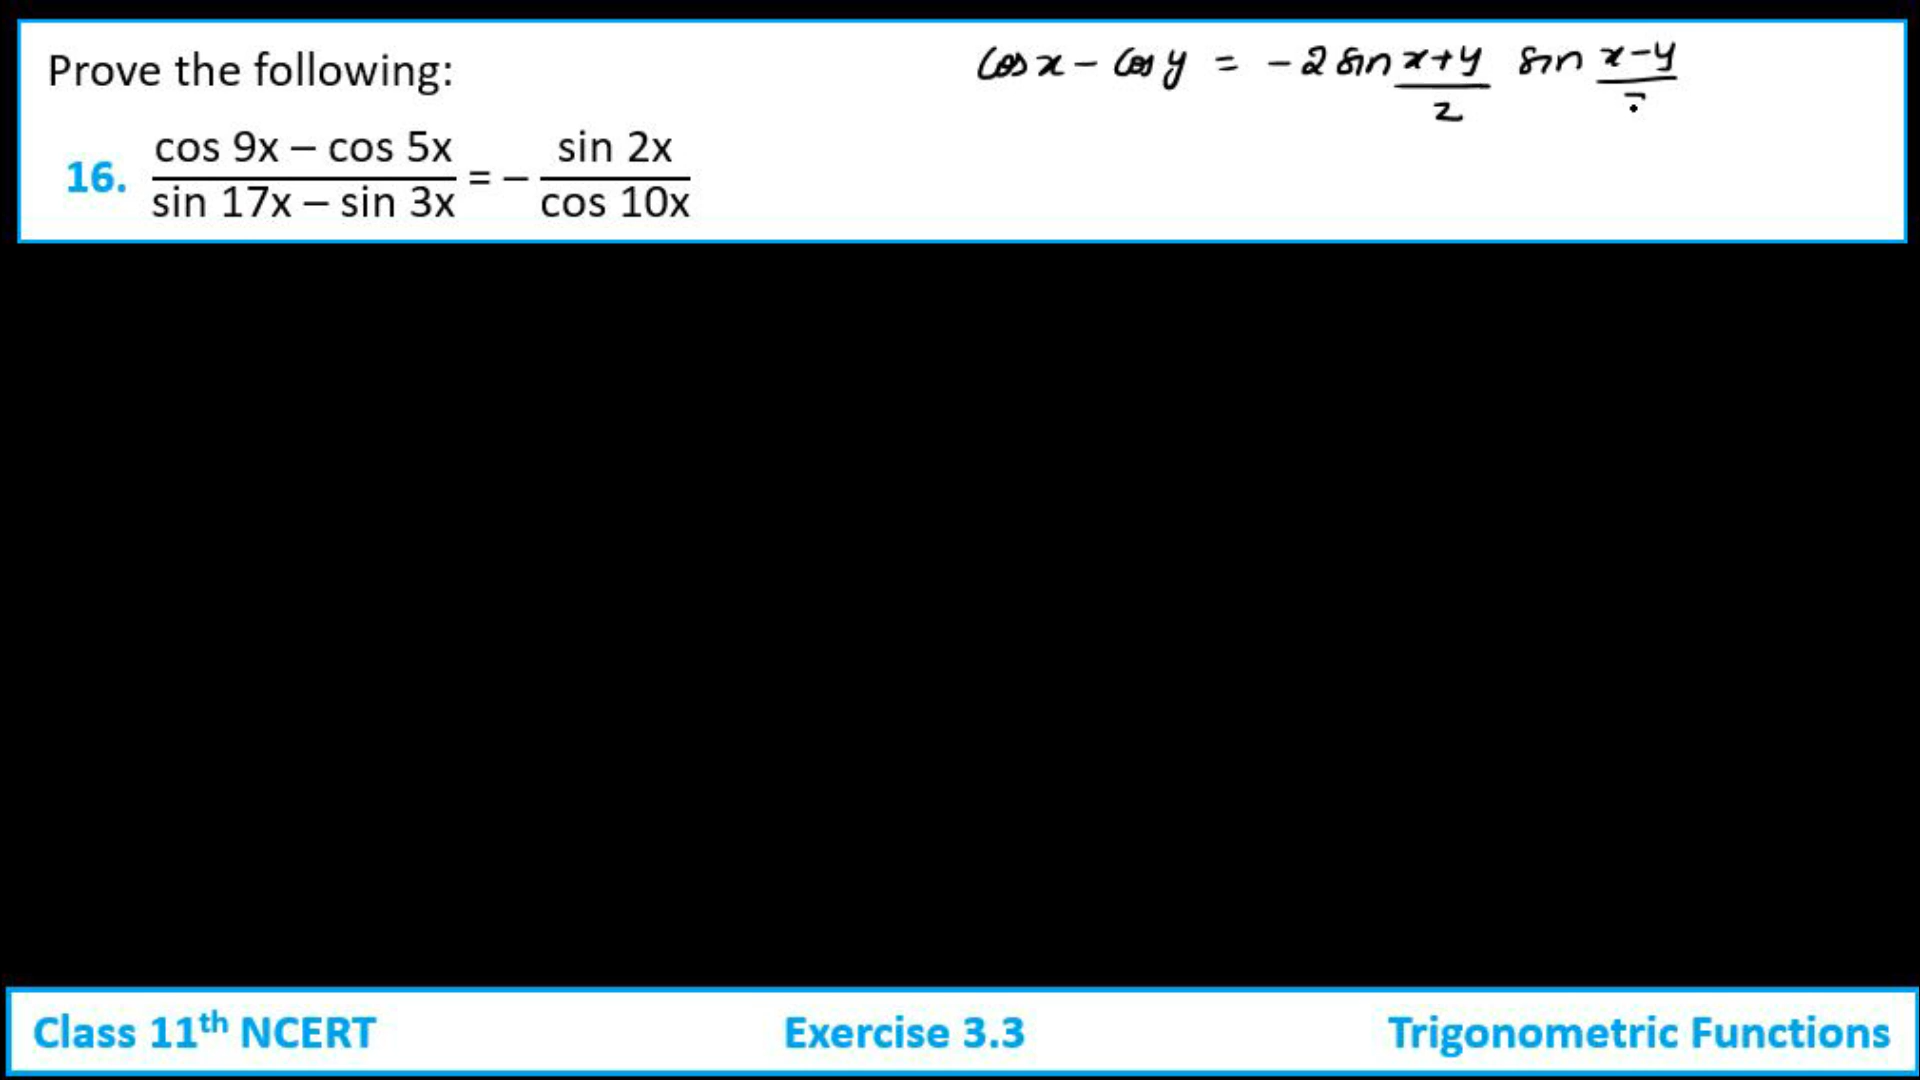 Prove the following:
cos x - cos y = -2 sin x+y/2 sin x-y
16. cos 9x – cos 5x / sin 17x – sin 3x = – sin 2x / cos 10x
Class 11th NCERT
Exercise 3.3
Trigonometric Functions